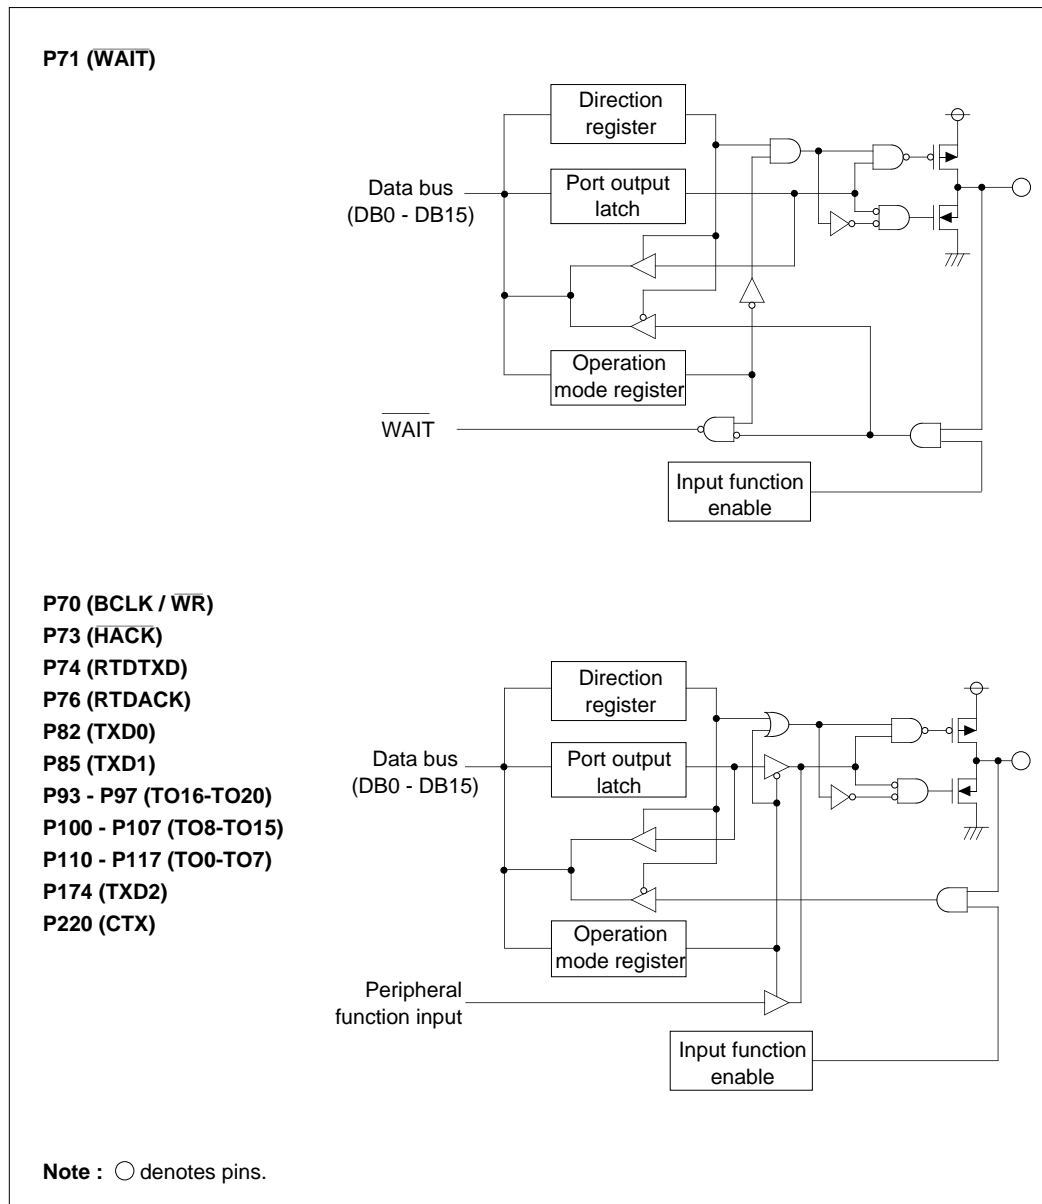 P71 (WAIT)
Direction
register
Data bus
(DB0 - DB15)
Port output
latch
Operation
mode register
WAIT
Input function
enable
P70 (BCLK / WR)
P73 (HACK)
P74 (RTDTXD)
P76 (RTDACK)
P82 (TXD0)
P85 (TXD1)
P93 - P97 (TO16-TO20)
P100 - P107 (TO8-TO15)
P110 - P117 (TO0-TO7)
P174 (TXD2)
P220 (CTX)
Direction
register
Data bus
(DB0 - DB15)
Port output
latch
Operation
mode register
Peripheral
function input
Input function
enable
Note : ○ denotes pins.